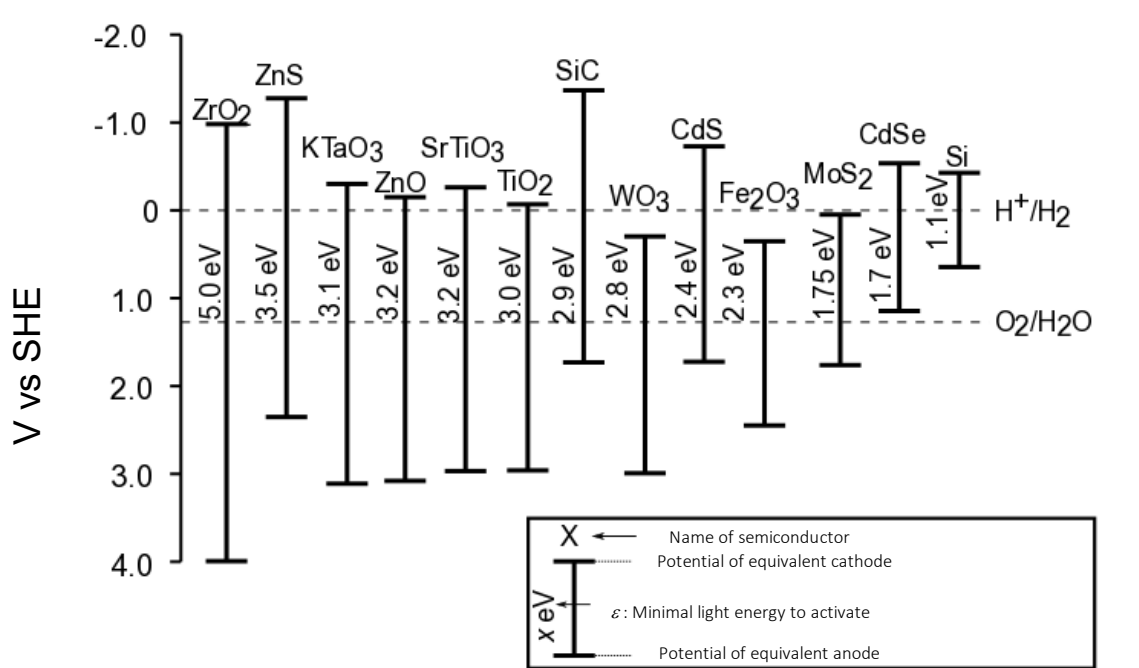 V vs SHE
-2.0
-1.0
0
1.0
2.0
3.0
4.0
ZrO2
5.0 eV
ZnS
3.5 eV
KTaO3
3.1 eV
ZnO
3.2 eV
SrTiO3
3.2 eV
TiO2
3.0 eV
SiC
2.9 eV
WO3
2.8 eV
CdS
2.4 eV
Fe2O3
2.3 eV
MoS2
1.75 eV
CdSe
1.7 eV
Si
1.1 eV
H+/H2
O2/H2O
X Name of semiconductor
Potential of equivalent cathode
x eV ε : Minimal light energy to activate
Potential of equivalent anode